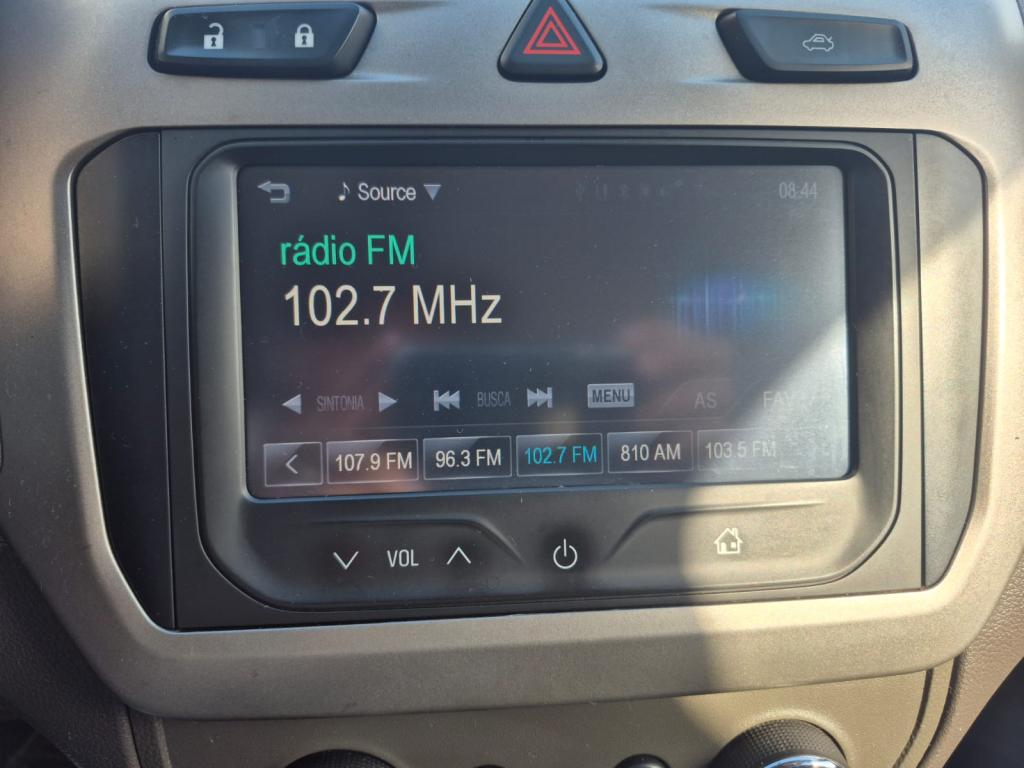 Source 08:44
rádio FM
102.7 MHz
SINTONIA BUSCA MENU AS FAV
107.9 FM 96.3 FM 102.7 FM 810 AM 103.5 FM
VOL